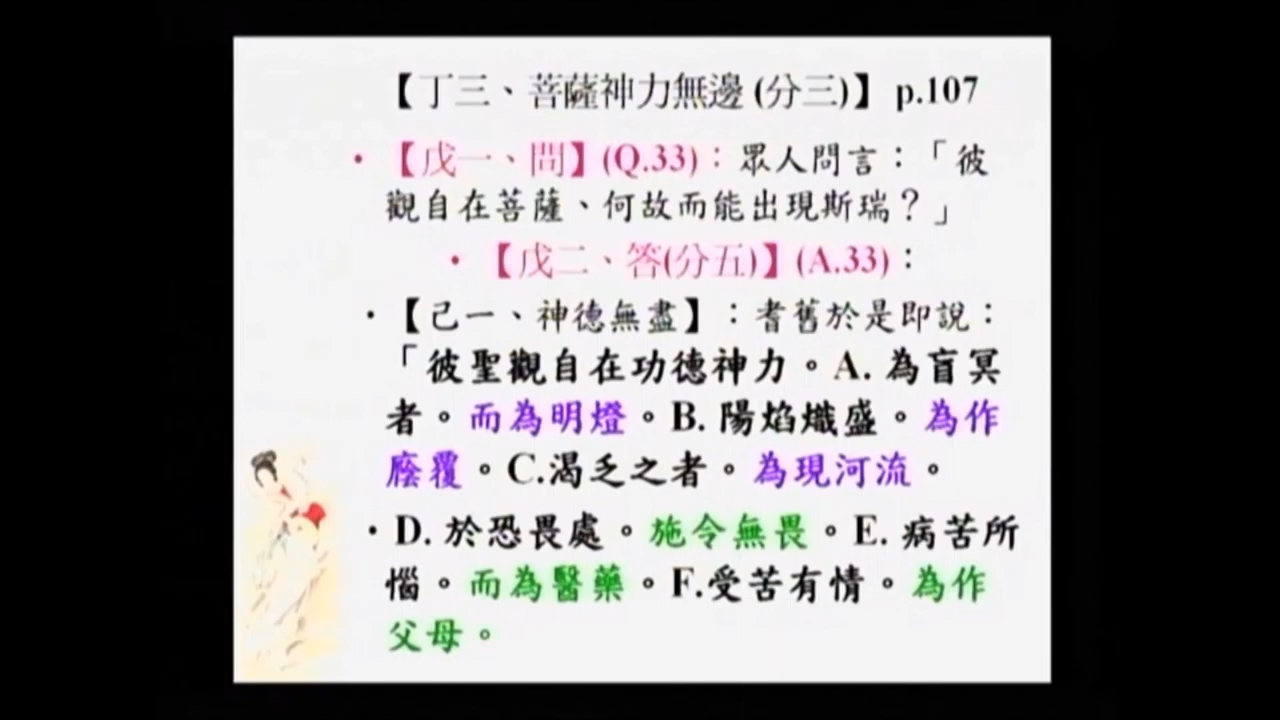 【丁三、菩薩神力無邊 (分三)】 p.107
• 【戊一、問】(Q.33)：眾人問言：「彼
觀自在菩薩、何故而能出現斯瑞？」
• 【戊二、答(分五)】(A.33)：
• 【己一、神德無盡】：耆舊於是即說：
「彼聖觀自在功德神力。A. 為盲冥
者。而為明燈。B. 陽焰熾盛。為作
廕覆。C.渴乏之者。為現河流。
• D. 於恐畏處。施令無畏。E. 病苦所
惱。而為醫藥。F.受苦有情。為作
父母。